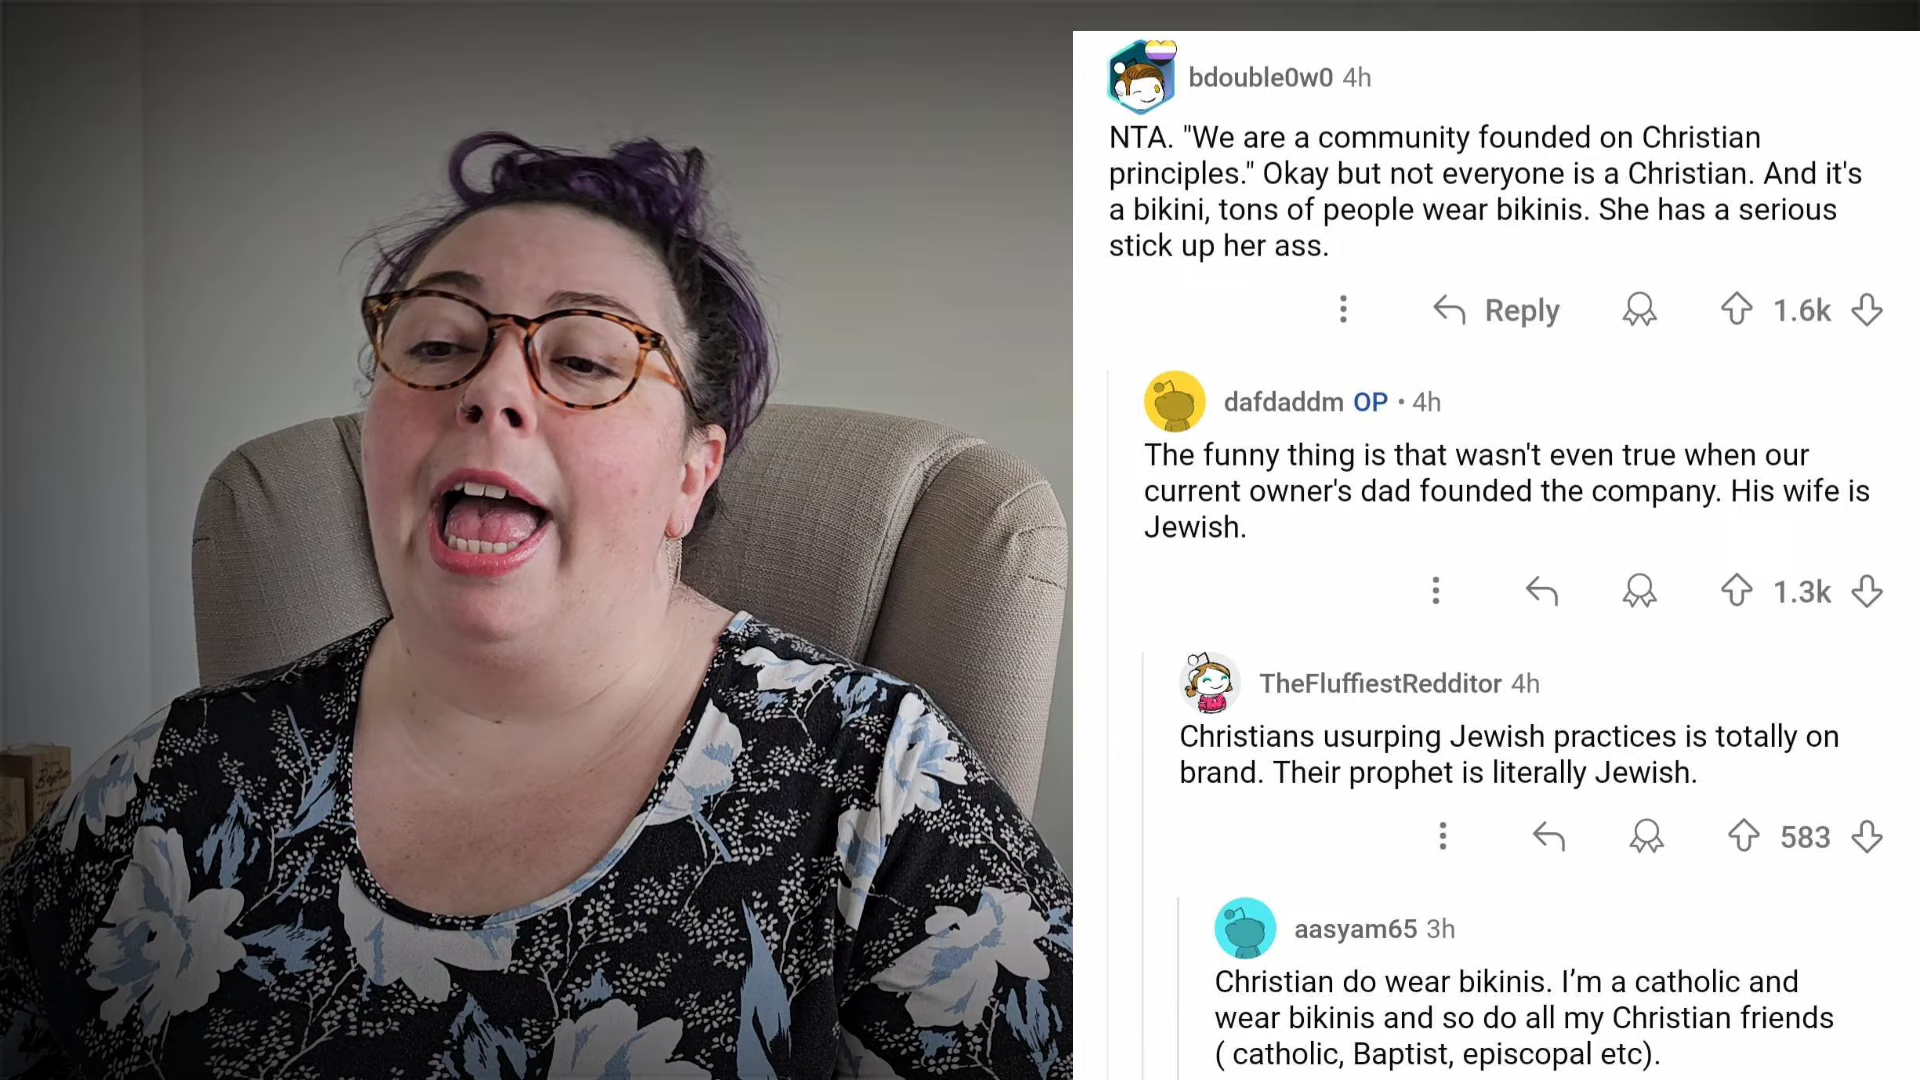 bdouble0w0 4h
NTA. "We are a community founded on Christian
principles." Okay but not everyone is a Christian. And it's
a bikini, tons of people wear bikinis. She has a serious
stick up her ass.
Reply 1.6k
dafdaddm OP • 4h
The funny thing is that wasn't even true when our
current owner's dad founded the company. His wife is
Jewish.
1.3k
TheFluffiestRedditor 4h
Christians usurping Jewish practices is totally on
brand. Their prophet is literally Jewish.
583
aasyam65 3h
Christian do wear bikinis. I’m a catholic and
wear bikinis and so do all my Christian friends
( catholic, Baptist, episcopal etc).